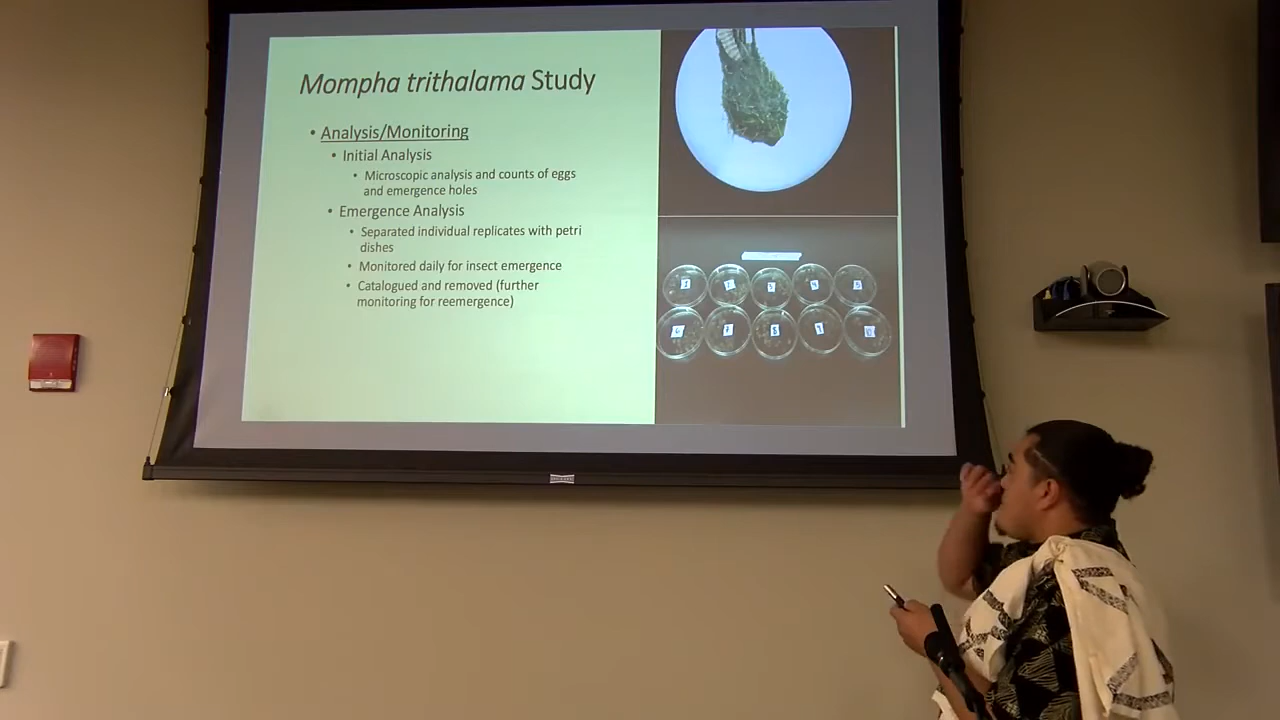 Mompha trithalama Study
• Analysis/Monitoring
• Initial Analysis
• Microscopic analysis and counts of eggs
and emergence holes
• Emergence Analysis
• Separated individual replicates with petri
dishes
• Monitored daily for insect emergence
• Catalogued and removed (further
monitoring for reemergence)